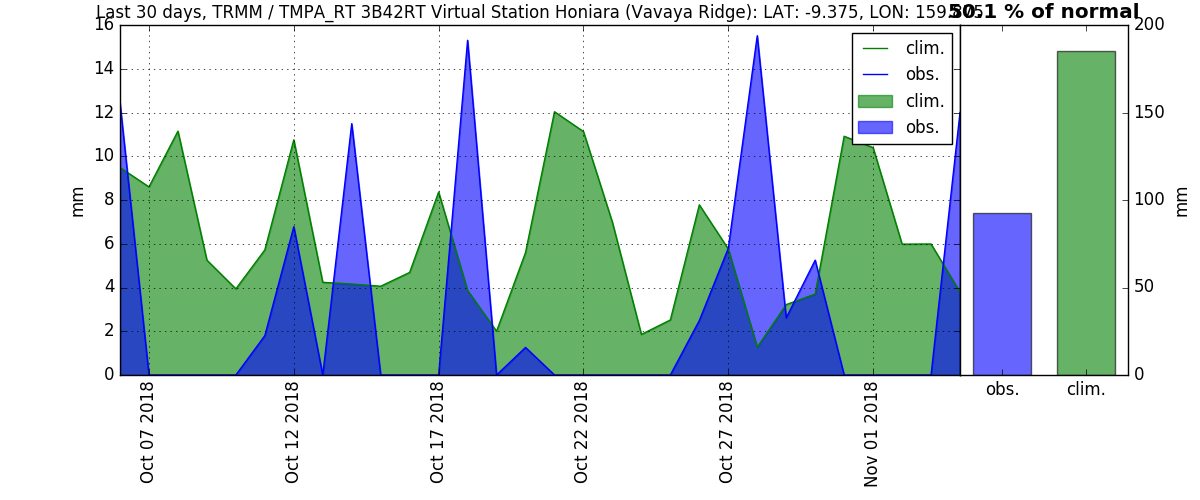 Last 30 days, TRMM / TMPA_RT 3B42RT Virtual Station Honiara (Vavaya Ridge): LAT: -9.375, LON: 159.875
50.1 % of normal
16
14
12
10
8
6
4
2
0
mm
clim.
obs.
clim.
obs.
Oct 07 2018
Oct 12 2018
Oct 17 2018
Oct 22 2018
Oct 27 2018
Nov 01 2018
200
150
100
50
0
mm
obs.
clim.